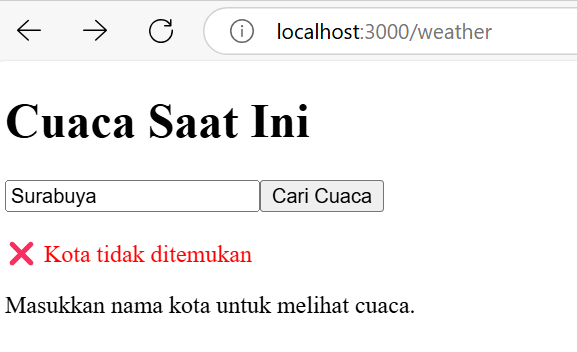 localhost:3000/weather
Cuaca Saat Ini
Surabuya Cari Cuaca
❌ Kota tidak ditemukan
Masukkan nama kota untuk melihat cuaca.